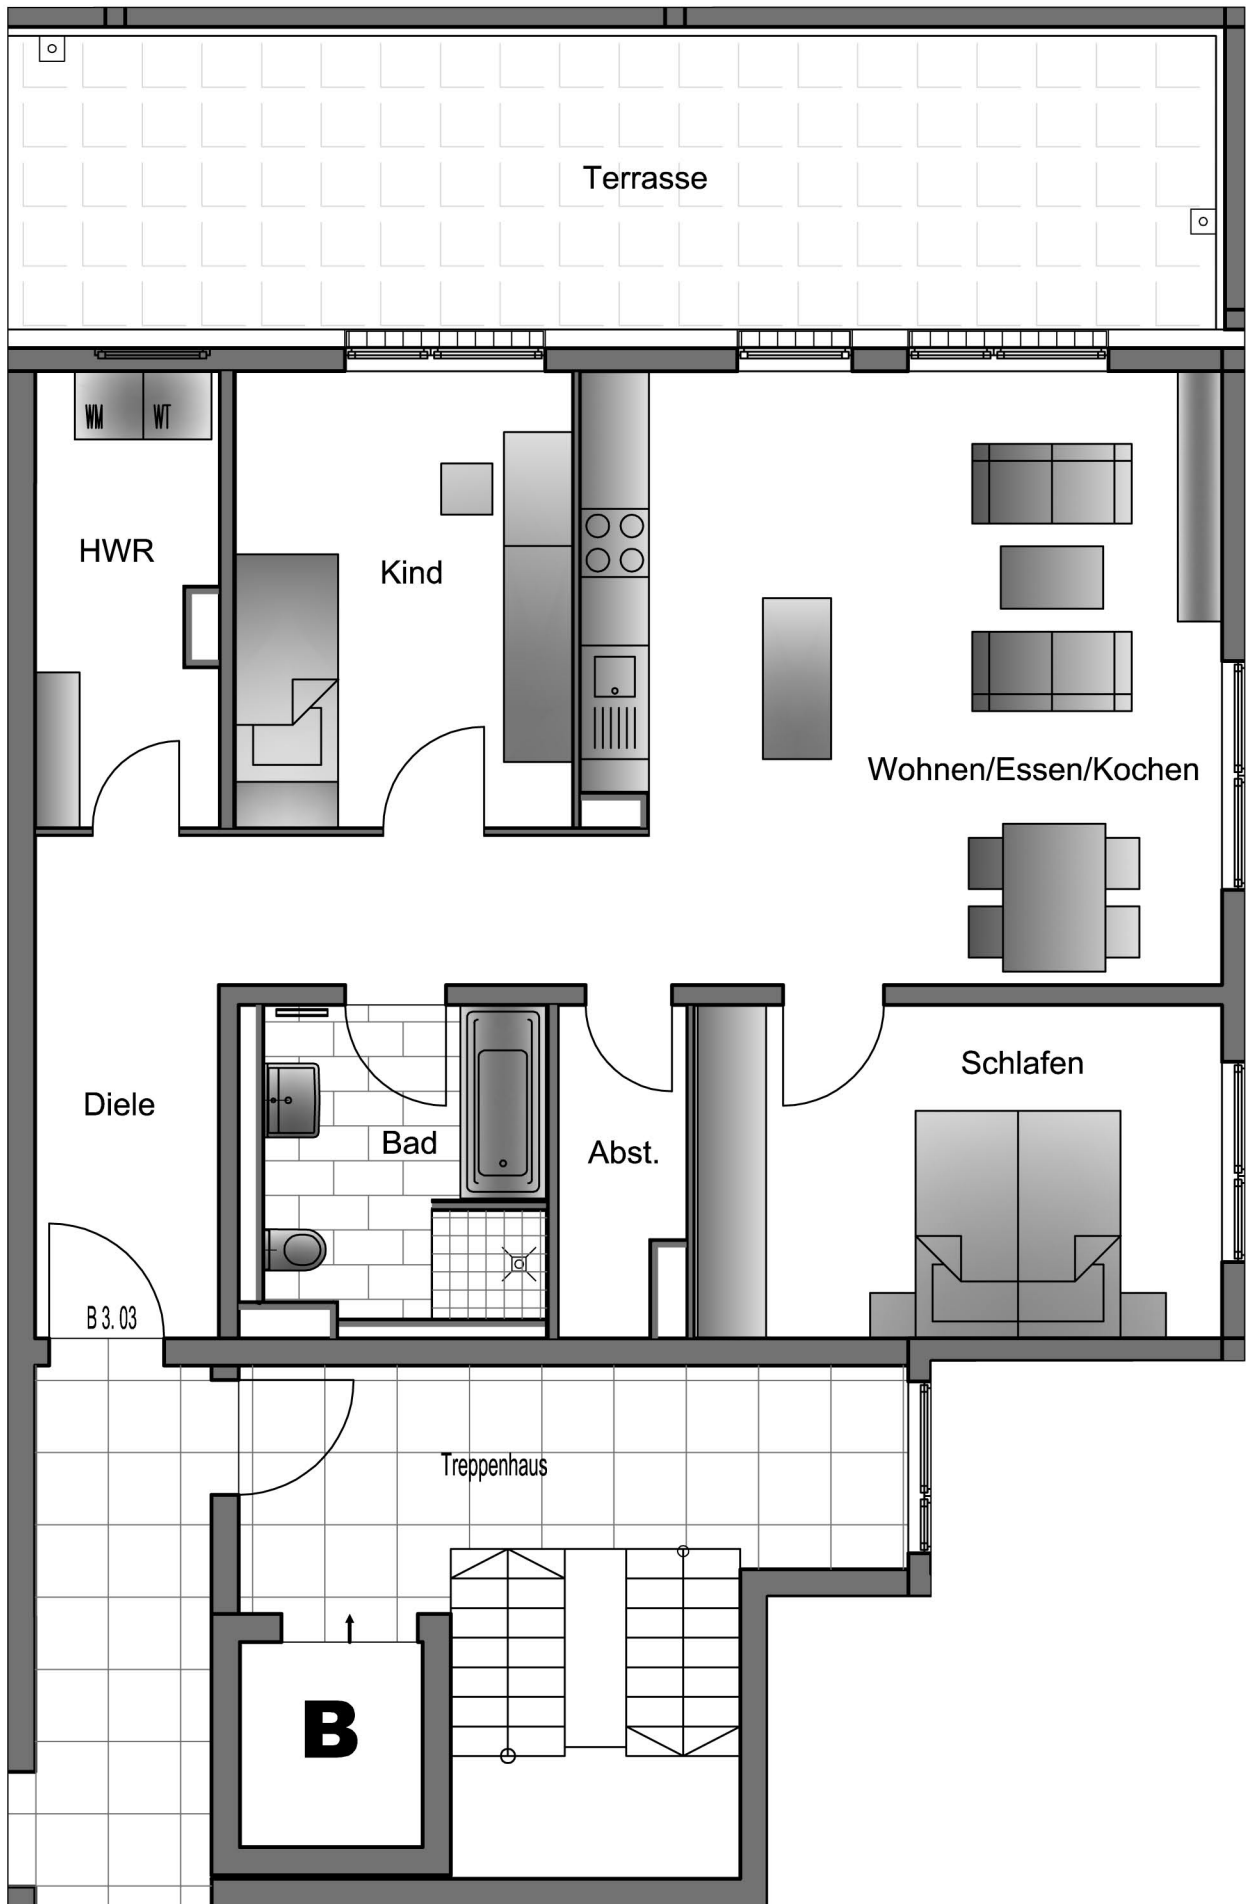 Terrasse
WM WT
HWR
Kind
Wohnen/Essen/Kochen
Schlafen
Diele
Bad
Abst.
B 3. 03
Treppenhaus
B